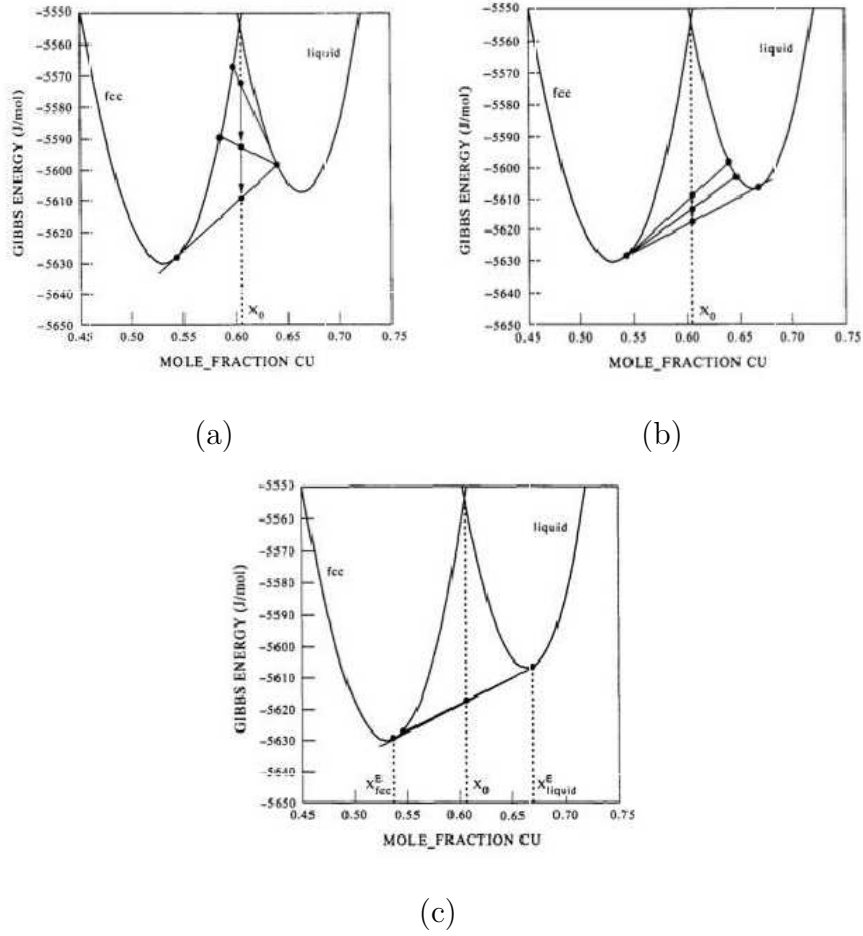 -5550
-5560
-5570
-5580
-5590
-5600
-5610
-5620
-5630
-5640
-5650
GIBBS ENERGY (J/mol)
fcc
liquid
X₀
0.45 0.50 0.55 0.60 0.65 0.70 0.75
MOLE_FRACTION CU
(a)
-5550
-5560
-5570
-5580
-5590
-5600
-5610
-5620
-5630
-5640
-5650
GIBBS ENERGY (J/mol)
fcc
liquid
X₀
0.45 0.50 0.55 0.60 0.65 0.70 0.75
MOLE_FRACTION CU
(b)
-5550
-5560
-5570
-5580
-5590
-5600
-5610
-5620
-5630
-5640
-5650
GIBBS ENERGY (J/mol)
fcc
liquid
X^E_fcc X₀ X^E_liquid
0.45 0.50 0.55 0.60 0.65 0.70 0.75
MOLE_FRACTION CU
(c)